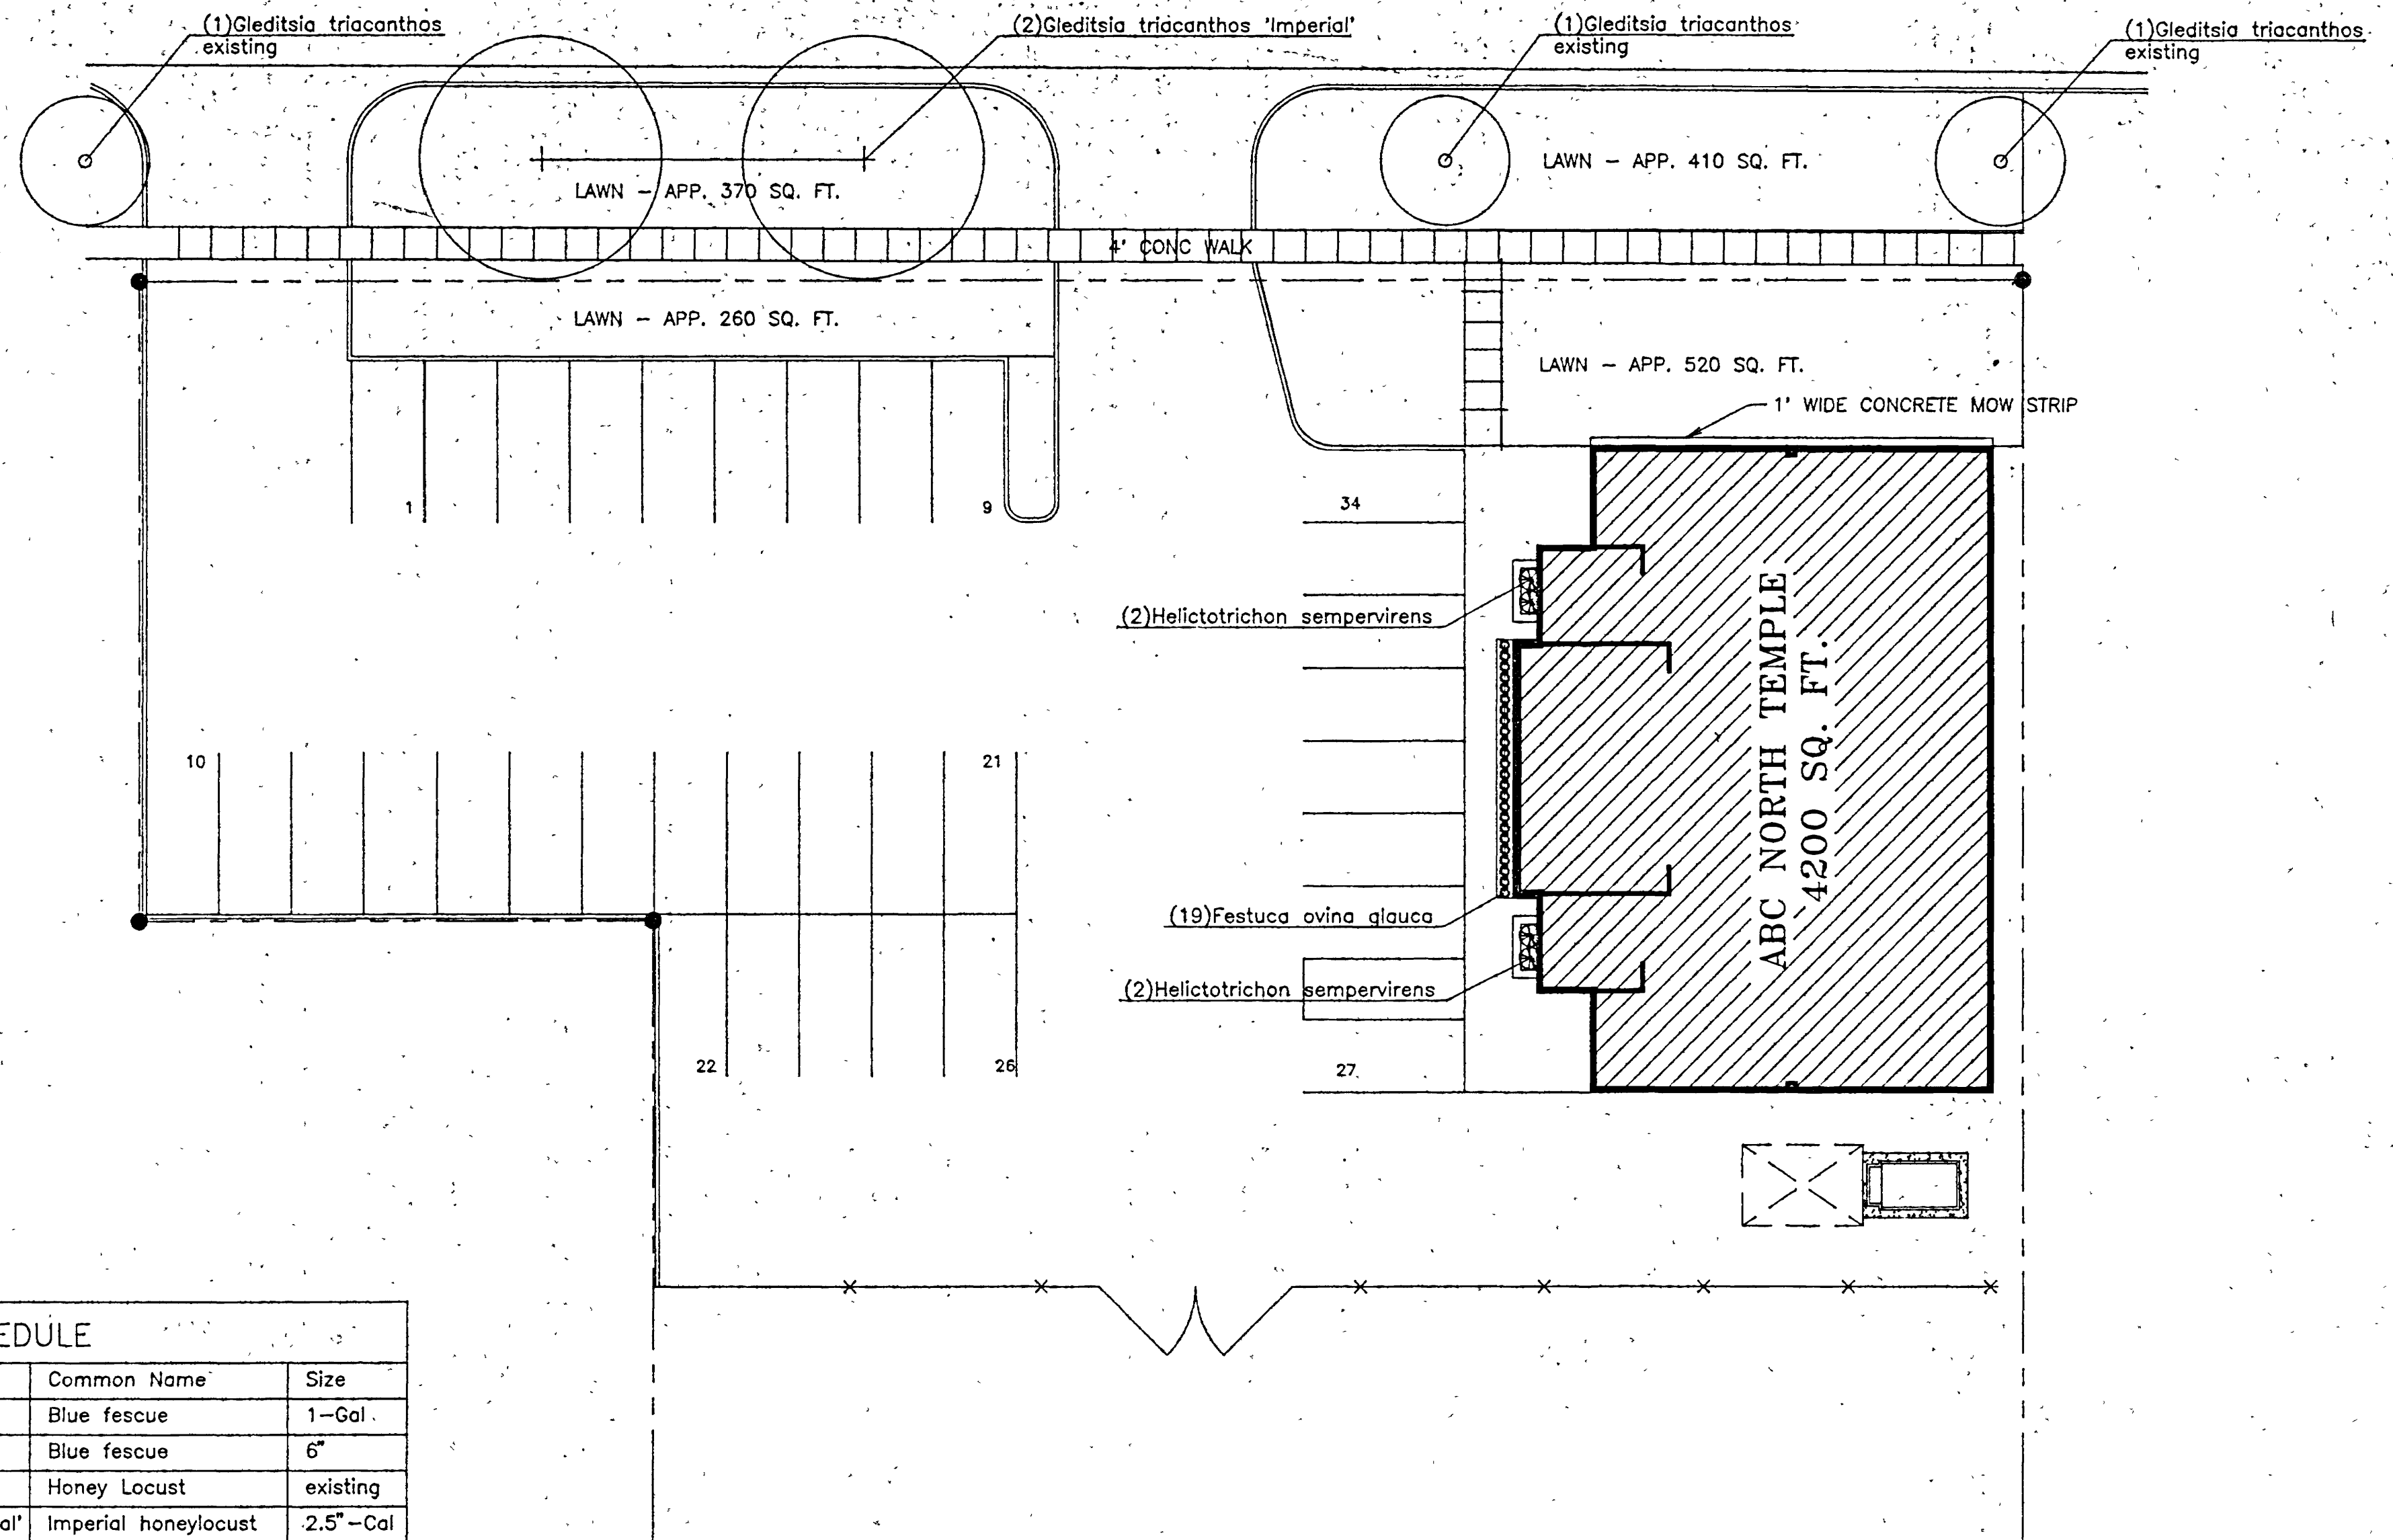 (1)Gleditsia triacanthos
existing
(2)Gleditsia triacanthos 'Imperial'
(1)Gleditsia triacanthos
existing
(1)Gleditsia triacanthos
existing
LAWN - APP. 370 SQ. FT.
LAWN - APP. 410 SQ. FT.
4' CONC WALK
LAWN - APP. 260 SQ. FT.
LAWN - APP. 520 SQ. FT.
1' WIDE CONCRETE MOW STRIP
1
9
34
(2)Helictotrichon sempervirens
ABC NORTH TEMPLE
4200 SQ. FT.
10
21
(19)Festuca ovina glauca
(2)Helictotrichon sempervirens
22
26
27
EDULE
Common Name
Size
Blue fescue
1-Gal
Blue fescue
6"
Honey Locust
existing
al'
Imperial honeylocust
2.5"-Cal